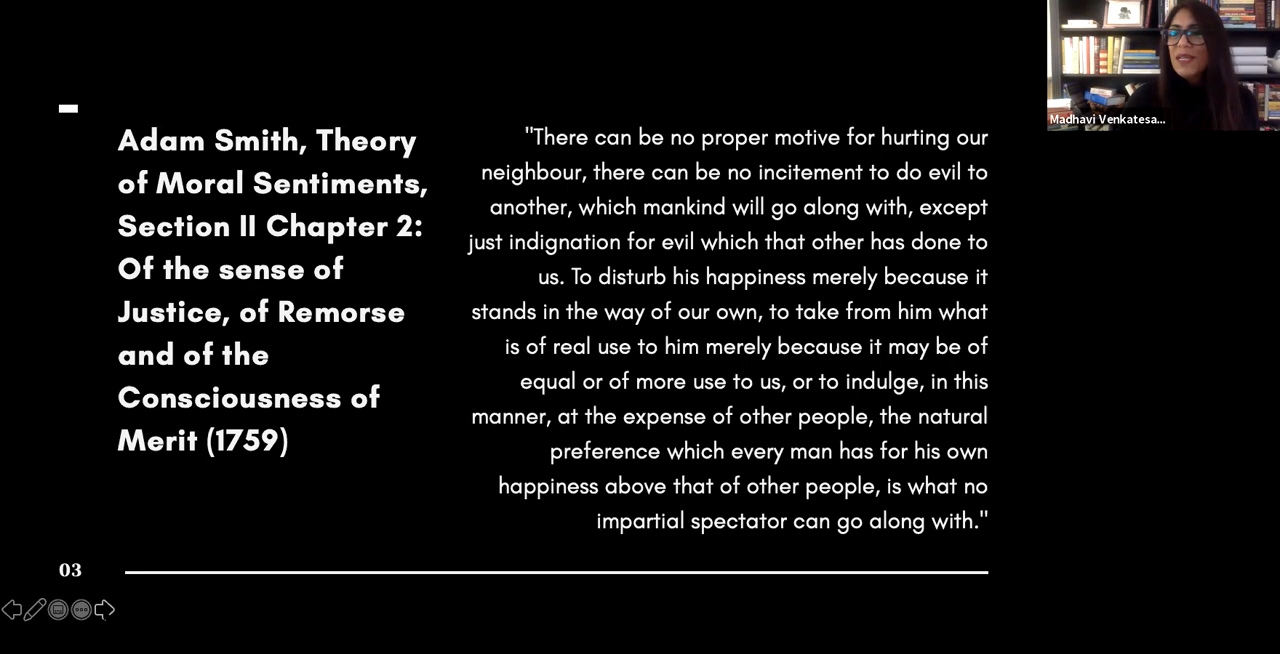 Adam Smith, Theory
of Moral Sentiments,
Section II Chapter 2:
Of the sense of
Justice, of Remorse
and of the
Consciousness of
Merit (1759)
"There can be no proper motive for hurting our
neighbour, there can be no incitement to do evil to
another, which mankind will go along with, except
just indignation for evil which that other has done to
us. To disturb his happiness merely because it
stands in the way of our own, to take from him what
is of real use to him merely because it may be of
equal or of more use to us, or to indulge, in this
manner, at the expense of other people, the natural
preference which every man has for his own
happiness above that of other people, is what no
impartial spectator can go along with."
03
Madhavi Venkatesa...